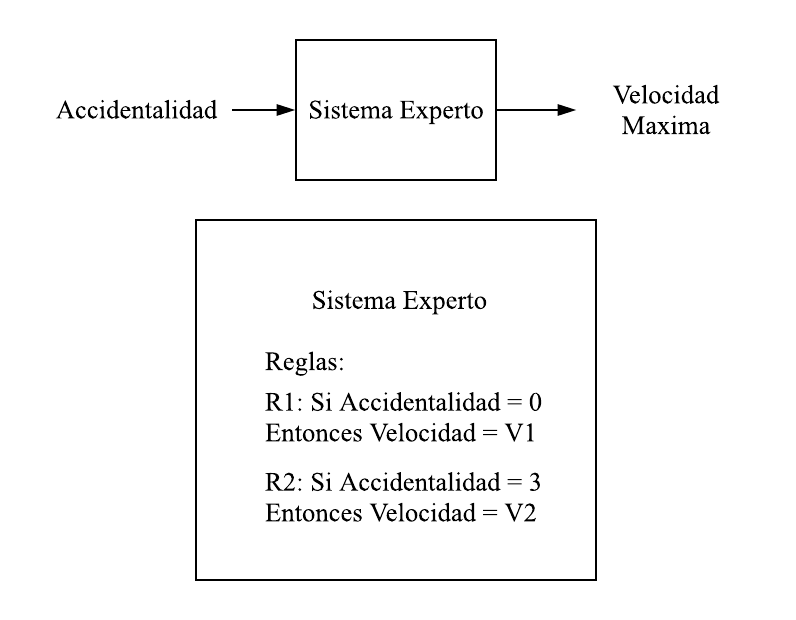 Accidentalidad
Sistema Experto
Velocidad
Maxima
Sistema Experto
Reglas:
R1: Si Accidentalidad = 0
Entonces Velocidad = V1
R2: Si Accidentalidad = 3
Entonces Velocidad = V2